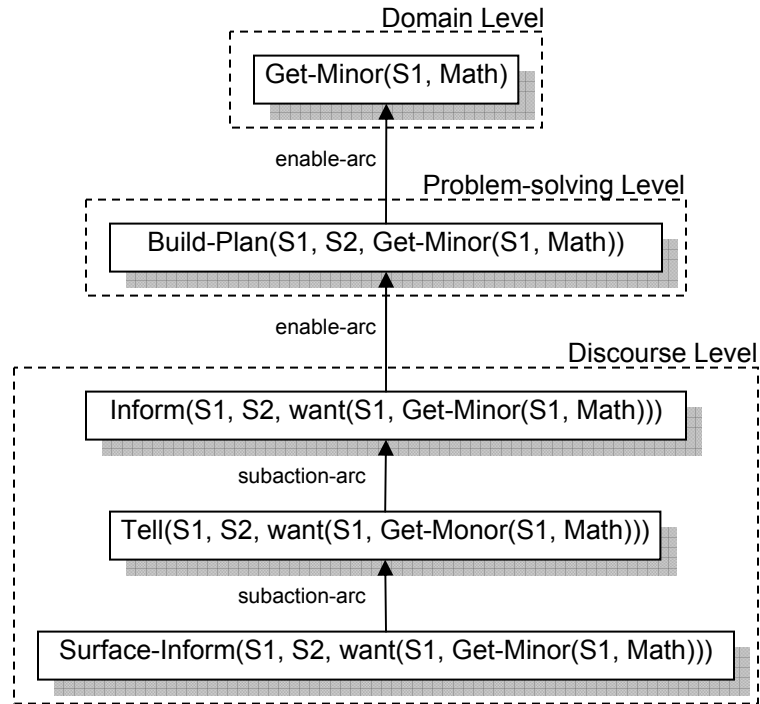 Domain Level
Get-Minor(S1, Math)
enable-arc
Problem-solving Level
Build-Plan(S1, S2, Get-Minor(S1, Math))
enable-arc
Discourse Level
Inform(S1, S2, want(S1, Get-Minor(S1, Math)))
subaction-arc
Tell(S1, S2, want(S1, Get-Monor(S1, Math)))
subaction-arc
Surface-Inform(S1, S2, want(S1, Get-Minor(S1, Math)))